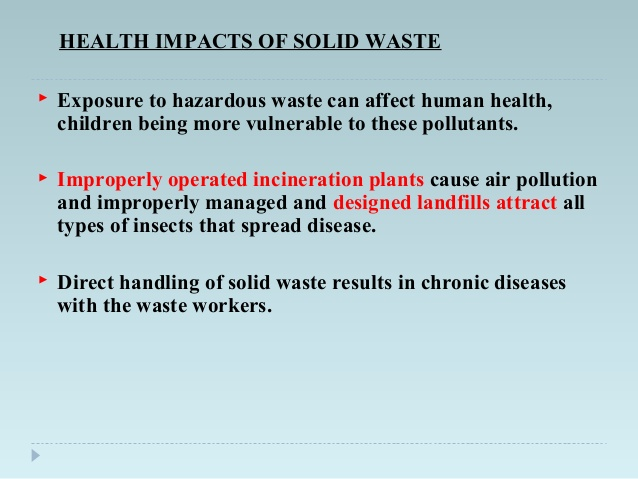 HEALTH IMPACTS OF SOLID WASTE
Exposure to hazardous waste can affect human health,
children being more vulnerable to these pollutants.
Improperly operated incineration plants cause air pollution
and improperly managed and designed landfills attract all
types of insects that spread disease.
Direct handling of solid waste results in chronic diseases
with the waste workers.